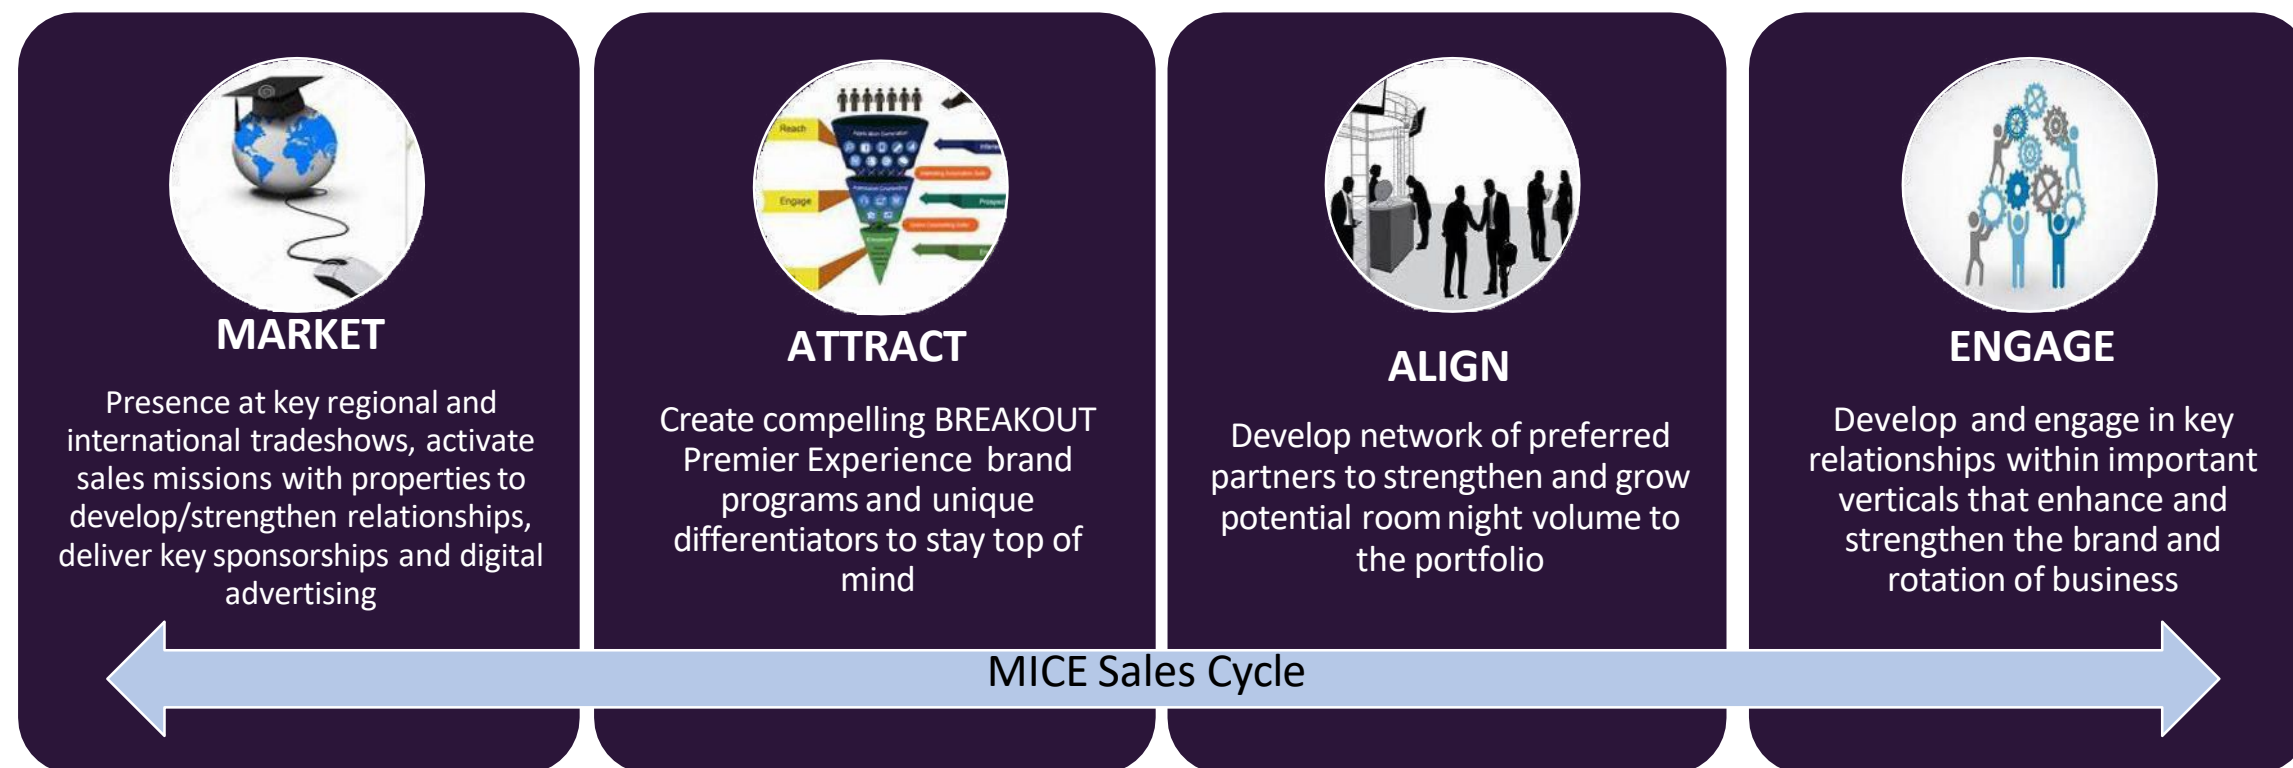 MARKET
Presence at key regional and
international tradeshows, activate
sales missions with properties to
develop/strengthen relationships,
deliver key sponsorships and digital
advertising
Reach
Engage
ATTRACT
Create compelling BREAKOUT
Premier Experience brand
programs and unique
differentiators to stay top of
mind
ALIGN
Develop network of preferred
partners to strengthen and grow
potential room night volume to
the portfolio
ENGAGE
Develop and engage in key
relationships within important
verticals that enhance and
strengthen the brand and
rotation of business
MICE Sales Cycle